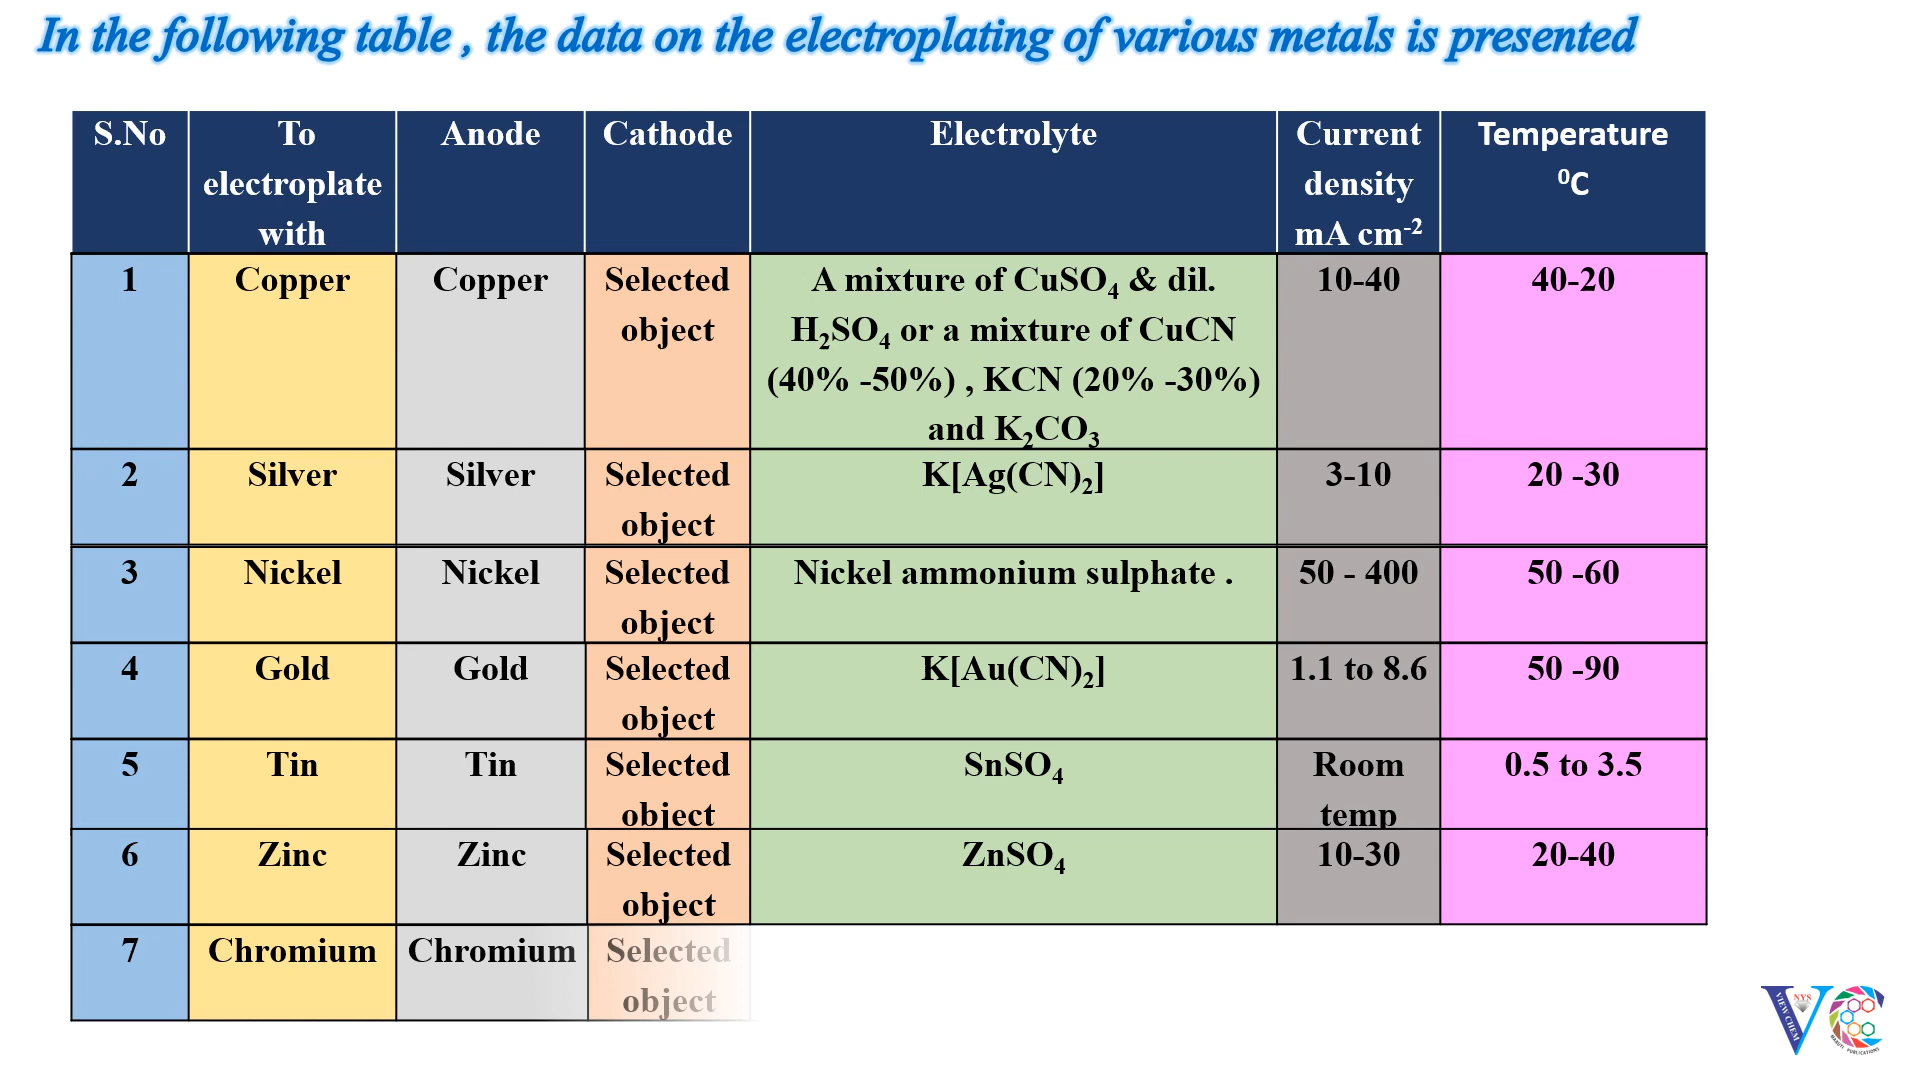 In the following table , the data on the electroplating of various metals is presented
S.No To electroplate with Anode Cathode Electrolyte Current density mA cm-2 Temperature 0C
1 Copper Copper Selected object A mixture of CuSO4 & dil. H2SO4 or a mixture of CuCN (40% -50%) , KCN (20% -30%) and K2CO3 10-40 40-20
2 Silver Silver Selected object K[Ag(CN)2] 3-10 20 -30
3 Nickel Nickel Selected object Nickel ammonium sulphate . 50 - 400 50 -60
4 Gold Gold Selected object K[Au(CN)2] 1.1 to 8.6 50 -90
5 Tin Tin Selected object SnSO4 Room temp 0.5 to 3.5
6 Zinc Zinc Selected object ZnSO4 10-30 20-40
7 Chromium Chromium Selected object
VIEW CHEM
NYS
MARUTI PUBLICATIONS